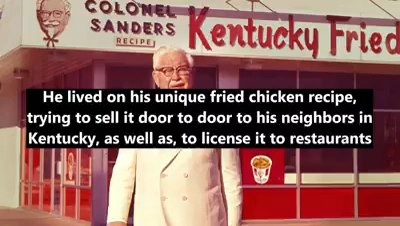 COLONEL
SANDERS
RECIPE
Kentucky Fried
He lived on his unique fried chicken recipe,
trying to sell it door to door to his neighbors in
Kentucky, as well as, to license it to restaurants